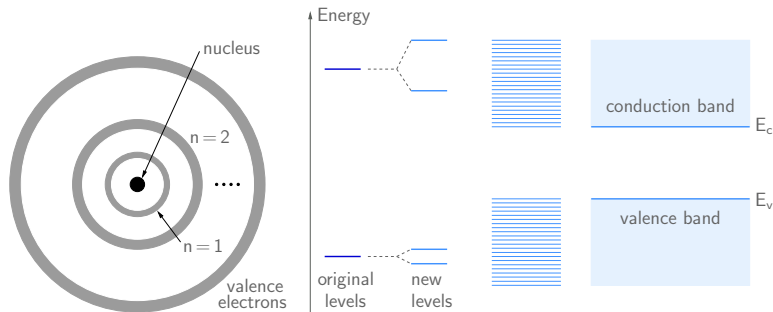 nucleus
n = 2
n = 1
....
valence
electrons
Energy
original
levels
new
levels
conduction band
E_c
E_v
valence band